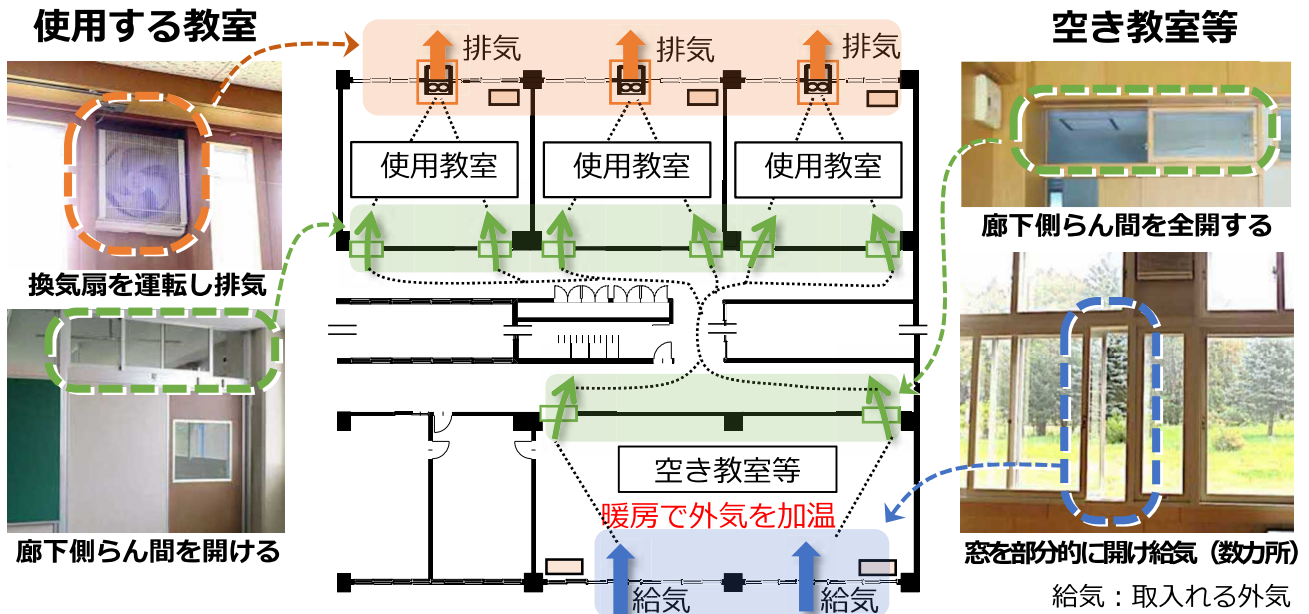 使用する教室
空き教室等
排気
排気
排気
使用教室
使用教室
使用教室
換気扇を運転し排気
廊下側らん間を全開する
空き教室等
暖房で外気を加温
廊下側らん間を開ける
窓を部分的に開け給気（数カ所）
給気
給気
給気：取入れる外気